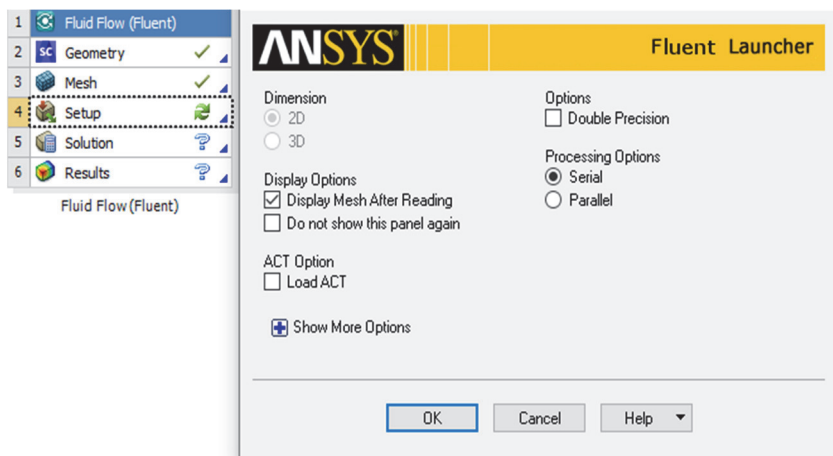 1 Fluid Flow (Fluent)
2 SC Geometry
3 Mesh
4 Setup
5 Solution ?
6 Results ?
Fluid Flow (Fluent)
ANSYS® Fluent Launcher
Dimension
2D
3D
Display Options
Display Mesh After Reading
Do not show this panel again
ACT Option
Load ACT
Show More Options
Options
Double Precision
Processing Options
Serial
Parallel
OK Cancel Help